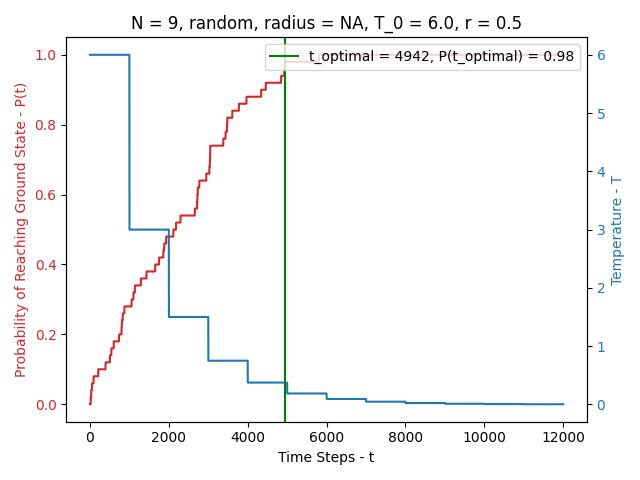 N = 9, random, radius = NA, T_0 = 6.0, r = 0.5
t_optimal = 4942, P(t_optimal) = 0.98
Probability of Reaching Ground State - P(t)
1.0
0.8
0.6
0.4
0.2
0.0
6
5
4
3
2
1
0
Temperature - T
0 2000 4000 6000 8000 10000 12000
Time Steps - t